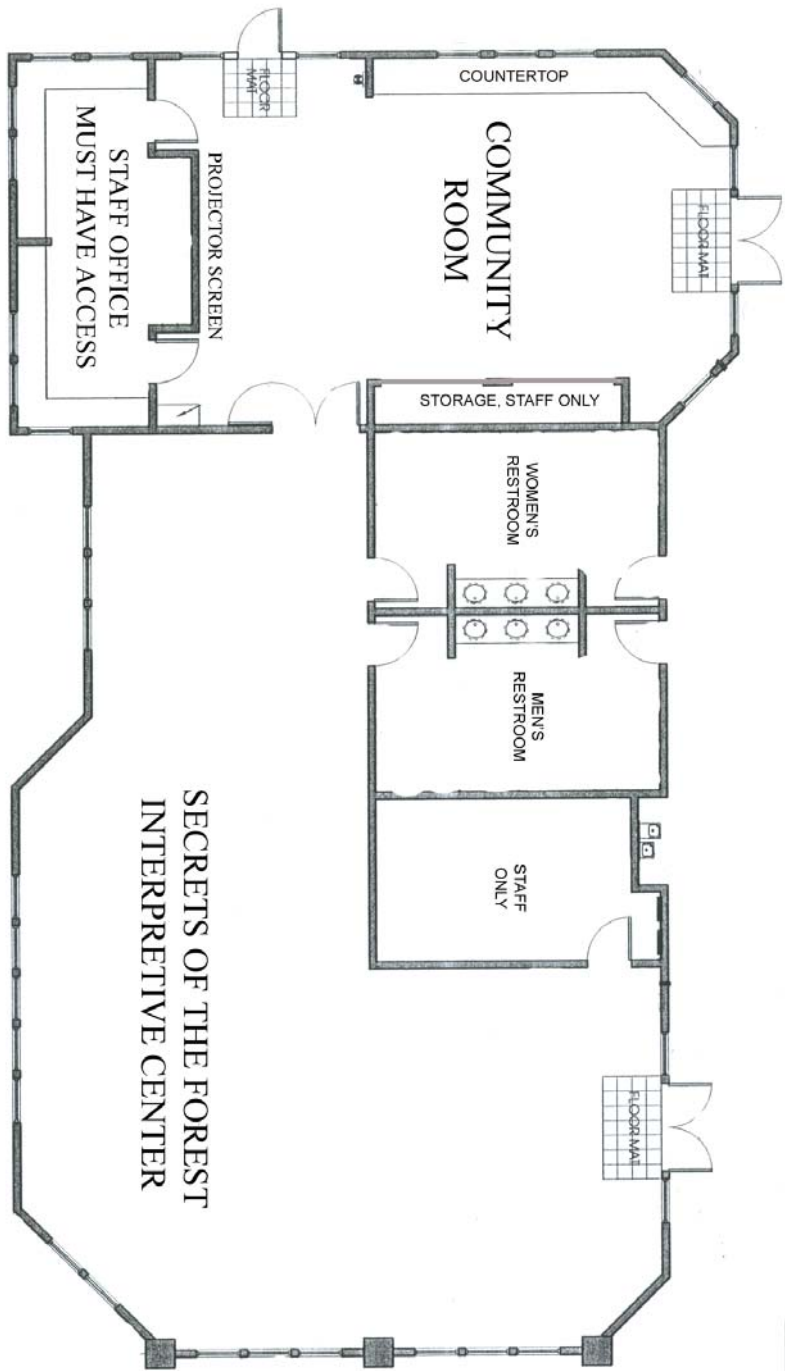 COUNTERTOP
FLOOR
MAT
COMMUNITY
ROOM
FLOOR MAT
STAFF OFFICE
MUST HAVE ACCESS
PROJECTOR SCREEN
STORAGE, STAFF ONLY
WOMEN'S
RESTROOM
MEN'S
RESTROOM
STAFF
ONLY
SECRETS OF THE FOREST
INTERPRETIVE CENTER
FLOOR MAT